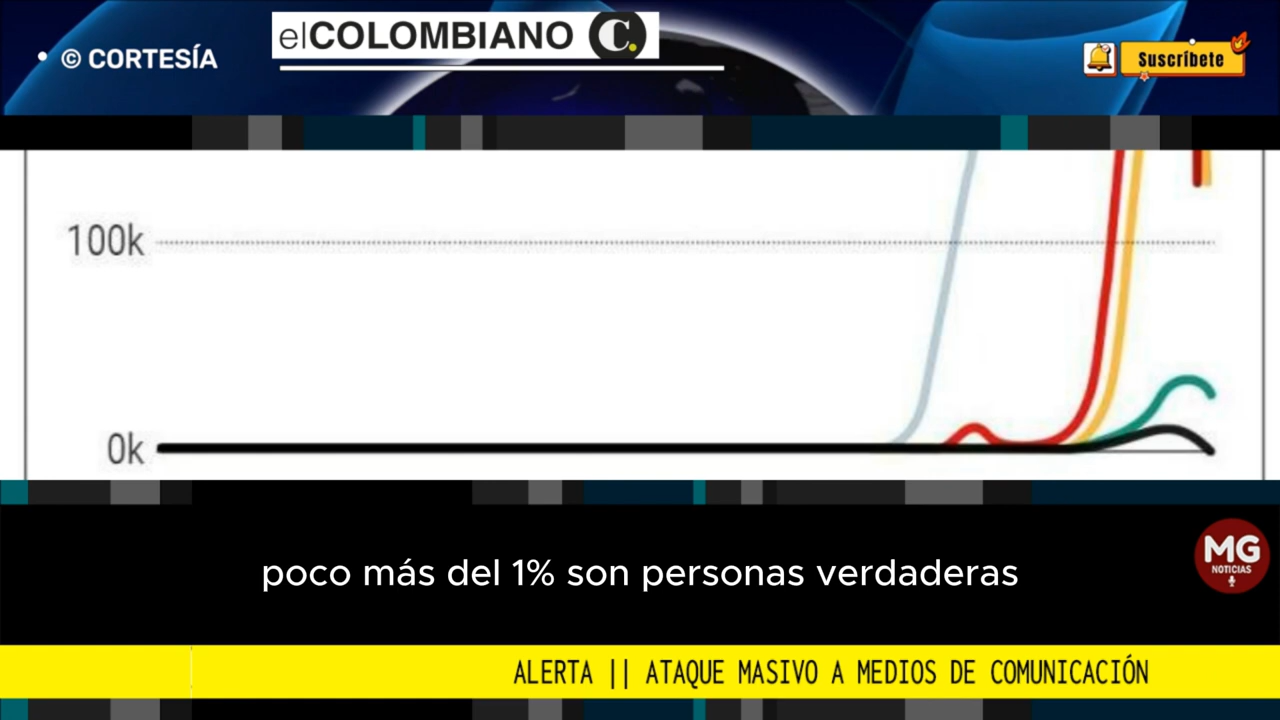 © CORTESÍA
elCOLOMBIANO C.
Suscríbete
100k
0k
poco más del 1% son personas verdaderas
MG
NOTICIAS
ALERTA || ATAQUE MASIVO A MEDIOS DE COMUNICACIÓN